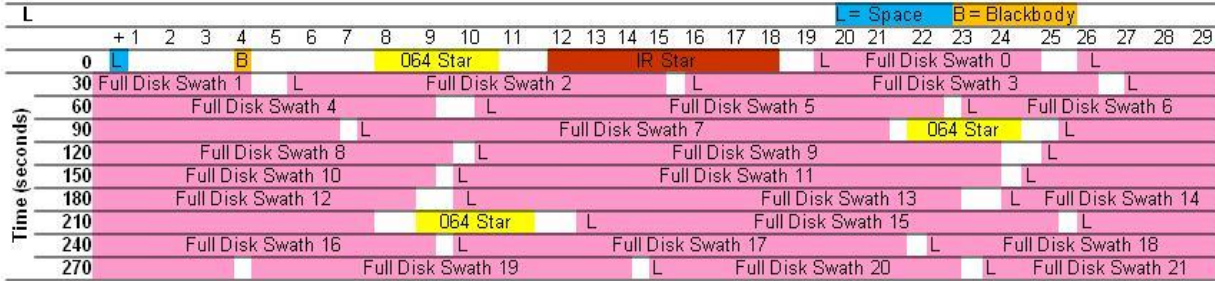 L L = Space B = Blackbody
+ 1 2 3 4 5 6 7 8 9 10 11 12 13 14 15 16 17 18 19 20 21 22 23 24 25 26 27 28 29
0 L B 064 Star IR Star L Full Disk Swath 0 L
30 Full Disk Swath 1 L Full Disk Swath 2 L Full Disk Swath 3 L
60 Full Disk Swath 4 L Full Disk Swath 5 L Full Disk Swath 6
90 L Full Disk Swath 7 064 Star L
120 Full Disk Swath 8 L Full Disk Swath 9 L
150 Full Disk Swath 10 L Full Disk Swath 11 L
180 Full Disk Swath 12 L Full Disk Swath 13 L Full Disk Swath 14
210 064 Star L Full Disk Swath 15 L
240 Full Disk Swath 16 L Full Disk Swath 17 L Full Disk Swath 18
270 Full Disk Swath 19 L Full Disk Swath 20 L Full Disk Swath 21
Time (seconds)